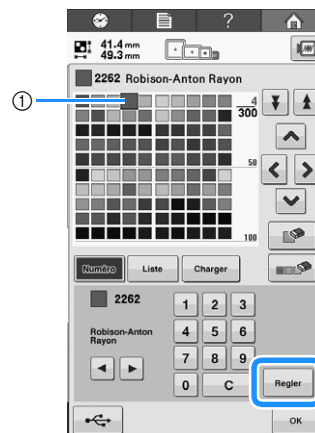 ?
41.4 mm
49.3 mm
2262 Robison-Anton Rayon
1
4
300
50
100
Numéro
Liste
Charger
2262
Robison-Anton
Rayon
1 2 3
4 5 6
7 8 9
0 C
Regler
OK